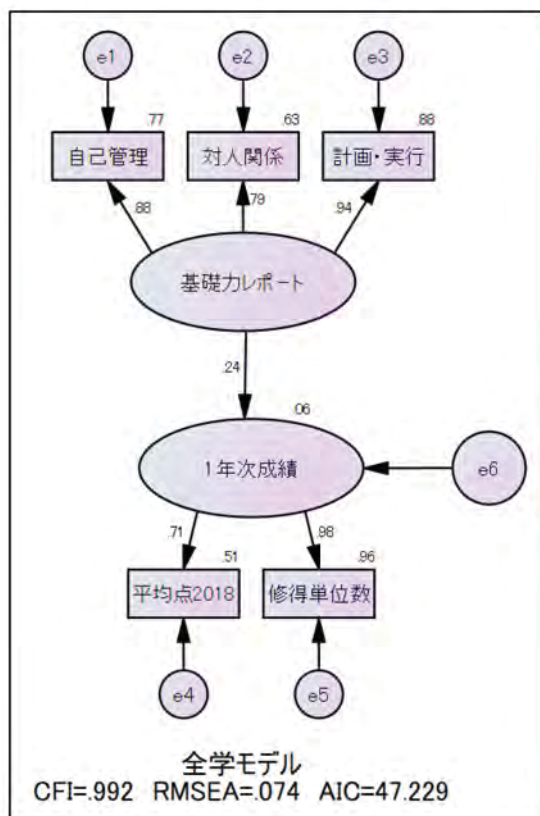 e1
e2
e3
.77
.63
.88
自己管理
対人関係
計画・実行
.88
.79
.94
基礎力レポート
.24
.06
1年次成績
e6
.71
.98
.51
.96
平均点2018
修得単位数
e4
e5
全学モデル
CFI=.992 RMSEA=.074 AIC=47.229